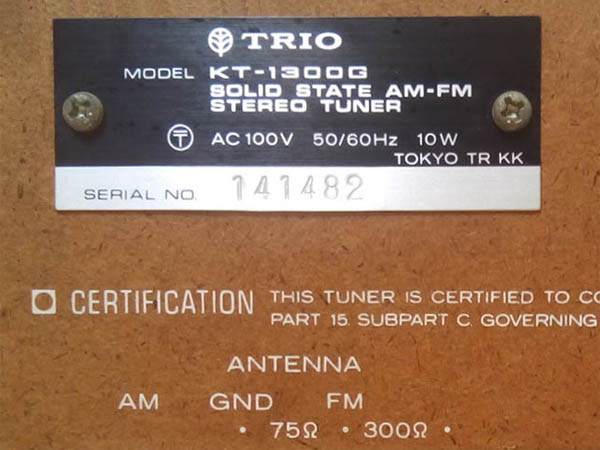 TRIO
MODEL KT-1300G
SOLID STATE AM-FM
STEREO TUNER
〒 AC 100V 50/60Hz 10W
TOKYO TR KK
SERIAL NO. 141482
CERTIFICATION THIS TUNER IS CERTIFIED TO
PART 15. SUBPART C. GOVERNING
ANTENNA
AM GND FM
• 75Ω • 300Ω •